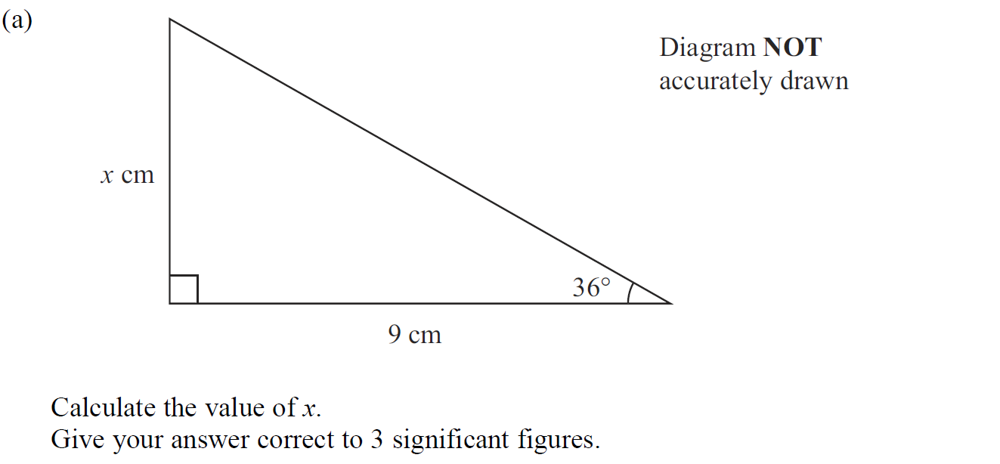 (a)
Diagram NOT
accurately drawn
x cm
36°
9 cm
Calculate the value of x.
Give your answer correct to 3 significant figures.